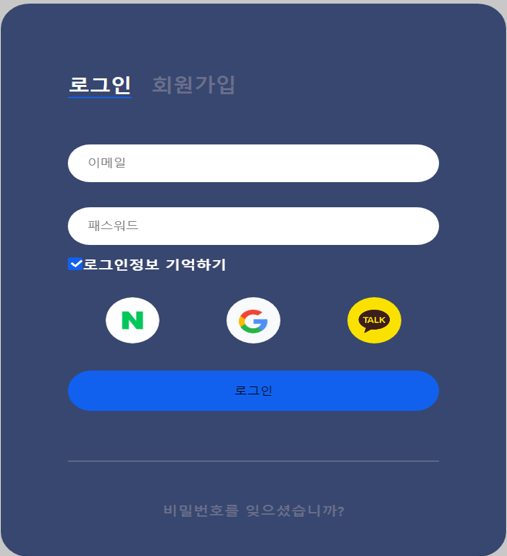 로그인 회원가입
이메일
패스워드
로그인정보 기억하기
N G TALK
로그인
비밀번호를 잊으셨습니까?